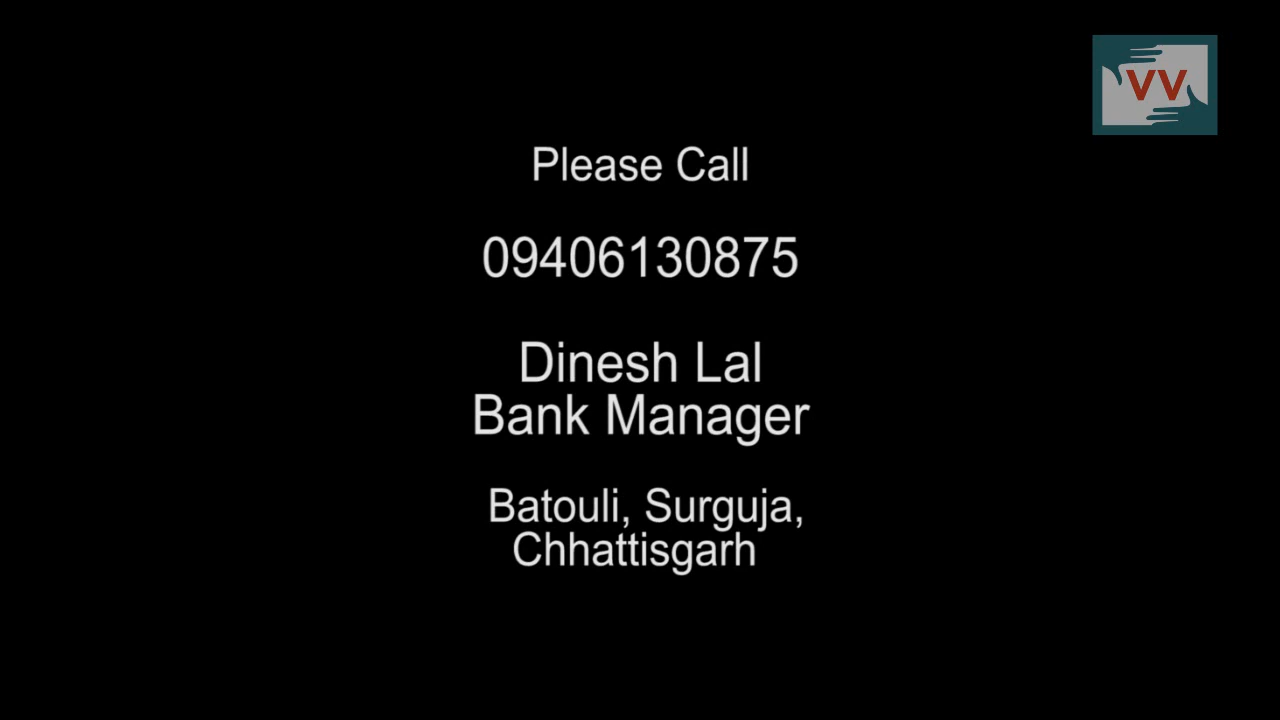 VV
Please Call
09406130875
Dinesh Lal
Bank Manager
Batouli, Surguja,
Chhattisgarh